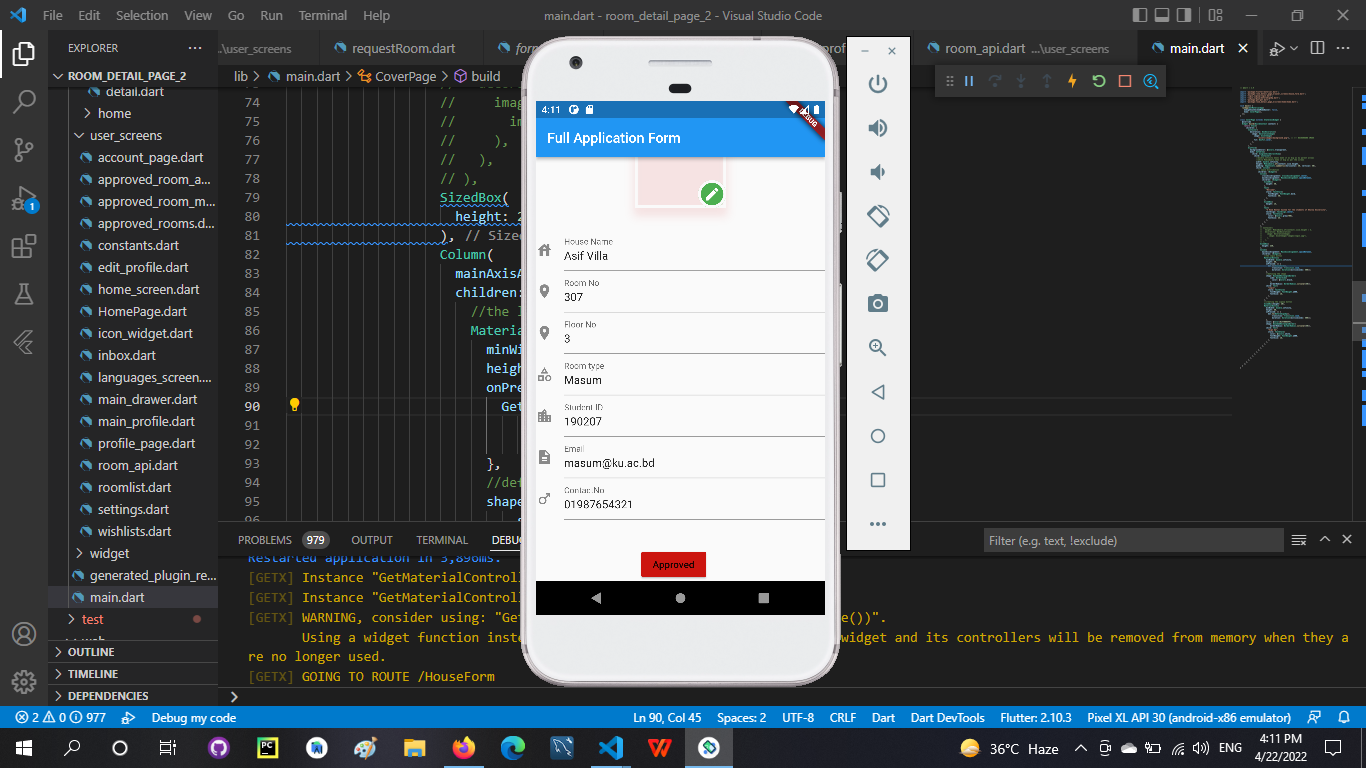 File Edit Selection View Go Run Terminal Help
main.dart - room_detail_page_2 - Visual Studio Code
EXPLORER
ROOM_DETAIL_PAGE_2
detail.dart
home
user_screens
account_page.dart
approved_room_a...
approved_room_m...
approved_rooms.d...
constants.dart
edit_profile.dart
home_screen.dart
HomePage.dart
icon_widget.dart
inbox.dart
languages_screen....
main_drawer.dart
main_profile.dart
profile_page.dart
room_api.dart
roomlist.dart
settings.dart
wishlists.dart
widget
generated_plugin_re...
main.dart
test
OUTLINE
TIMELINE
DEPENDENCIES
1
...\user_screens
requestRoom.dart
room_api.dart ...\user_screens
main.dart
lib > main.dart > CoverPage > build
74 // imag
75 // im
76 // ),
77 // ),
78 // ),
79 SizedBox(
80 height: 2
81 ), // Size
82 Column(
83 mainAxisA
84 children:
85 //the l
86 Materia
87 minWi
88 heigh
89 onPre
90 Get
91
92
93 },
94 //def
95 shape
96
4:11
DEBUG
Full Application Form
House Name
Asif Villa
Room No
307
Floor No
3
Room type
Masum
Student ID
190207
Email
masum@ku.ac.bd
Contac.No
01987654321
Approved
PROBLEMS 979 OUTPUT TERMINAL DEBU
Filter (e.g. text, !exclude)
Restarted application in 3,896ms.
[GETX] Instance "GetMaterialControll
[GETX] Instance "GetMaterialControll
[GETX] WARNING, consider using: "Get e())".
Using a widget function inste widget and its controllers will be removed from memory when they a
re no longer used.
[GETX] GOING TO ROUTE /HouseForm
2 0 977 Debug my code Ln 90, Col 45 Spaces: 2 UTF-8 CRLF Dart Dart DevTools Flutter: 2.10.3 Pixel XL API 30 (android-x86 emulator)
36°C Haze ENG
4:11 PM
4/22/2022